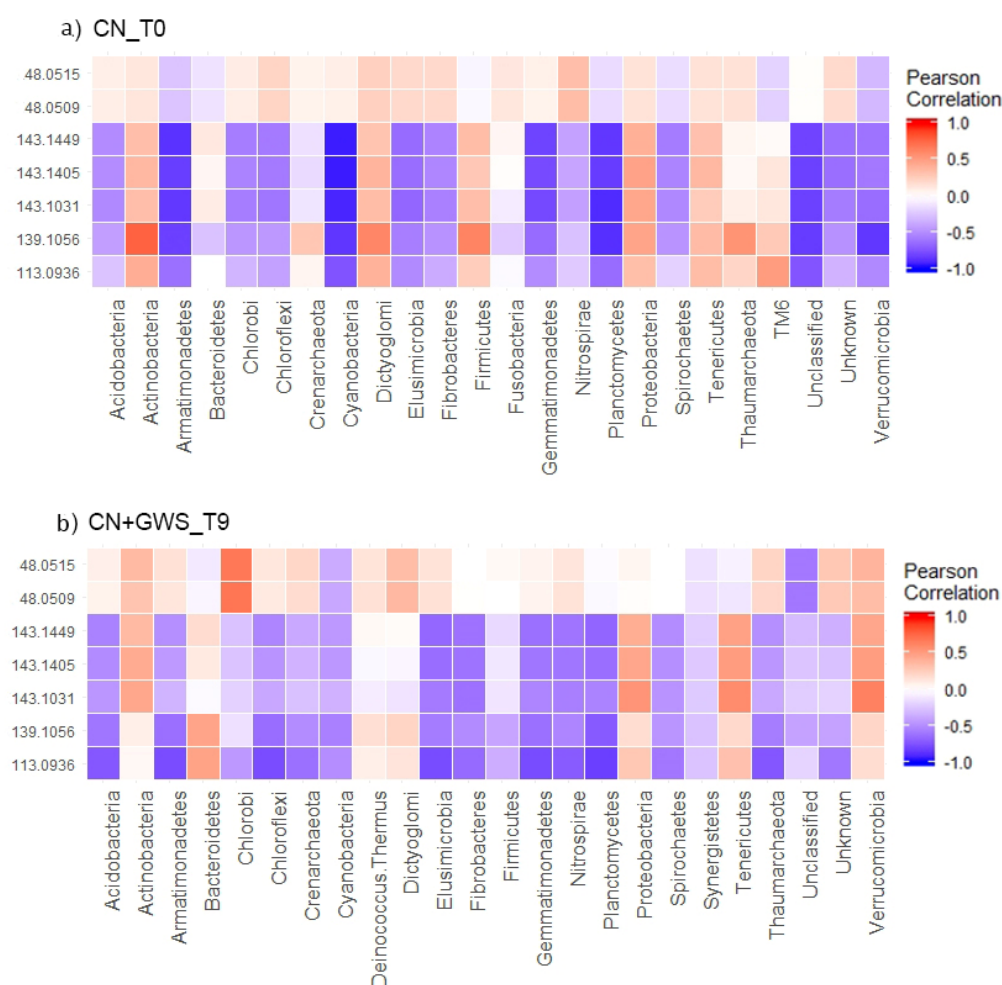 a) CN_T0
48.0515
48.0509
143.1449
143.1405
143.1031
139.1056
113.0936
Acidobacteria
Actinobacteria
Armatimonadetes
Bacteroidetes
Chlorobi
Chloroflexi
Crenarchaeota
Cyanobacteria
Dictyoglomi
Elusimicrobia
Fibrobacteres
Firmicutes
Fusobacteria
Gemmatimonadetes
Nitrospirae
Planctomycetes
Proteobacteria
Spirochaetes
Tenericutes
Thaumarchaeota
TM6
Unclassified
Unknown
Verrucomicrobia
Pearson
Correlation
1.0
0.5
0.0
-0.5
-1.0
b) CN+GWS_T9
48.0515
48.0509
143.1449
143.1405
143.1031
139.1056
113.0936
Acidobacteria
Actinobacteria
Armatimonadetes
Bacteroidetes
Chlorobi
Chloroflexi
Crenarchaeota
Cyanobacteria
Deinococcus.Thermus
Dictyoglomi
Elusimicrobia
Fibrobacteres
Firmicutes
Gemmatimonadetes
Nitrospirae
Planctomycetes
Proteobacteria
Spirochaetes
Synergistetes
Tenericutes
Thaumarchaeota
Unclassified
Unknown
Verrucomicrobia
Pearson
Correlation
1.0
0.5
0.0
-0.5
-1.0